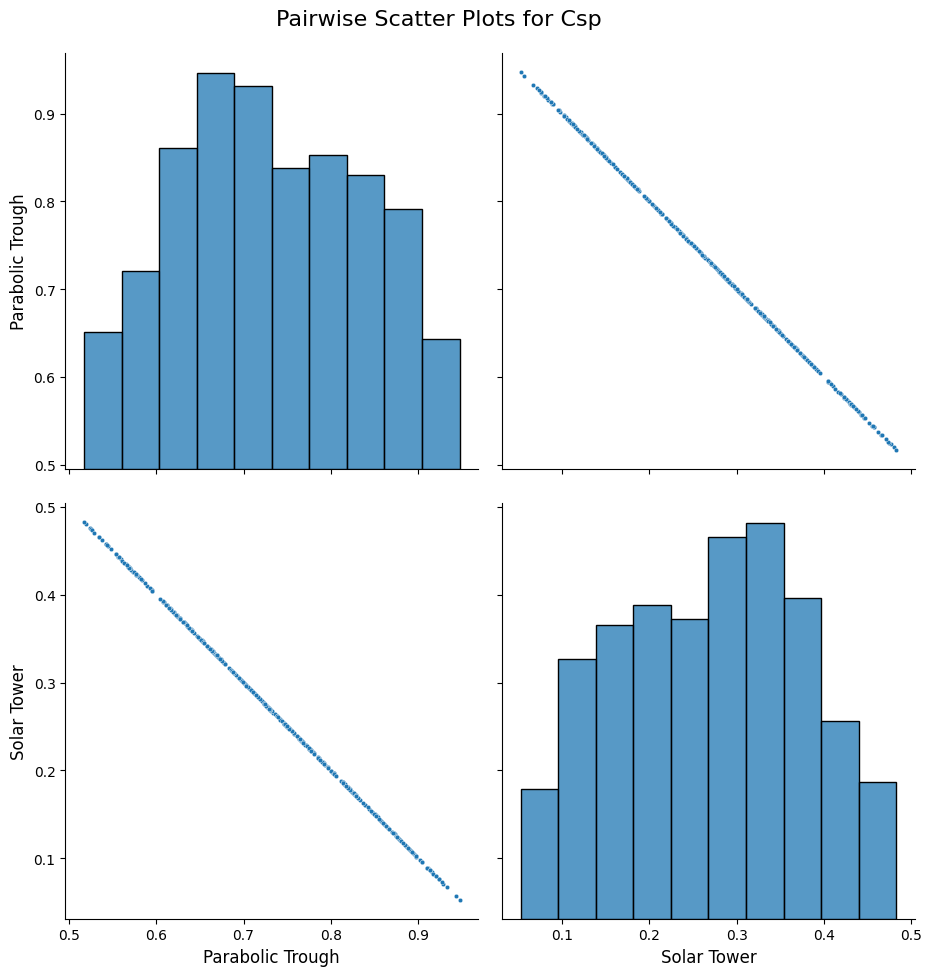 Pairwise Scatter Plots for Csp
Parabolic Trough
0.9
0.8
0.7
0.6
0.5
Solar Tower
0.5
0.4
0.3
0.2
0.1
0.5 0.6 0.7 0.8 0.9
Parabolic Trough
0.1 0.2 0.3 0.4 0.5
Solar Tower